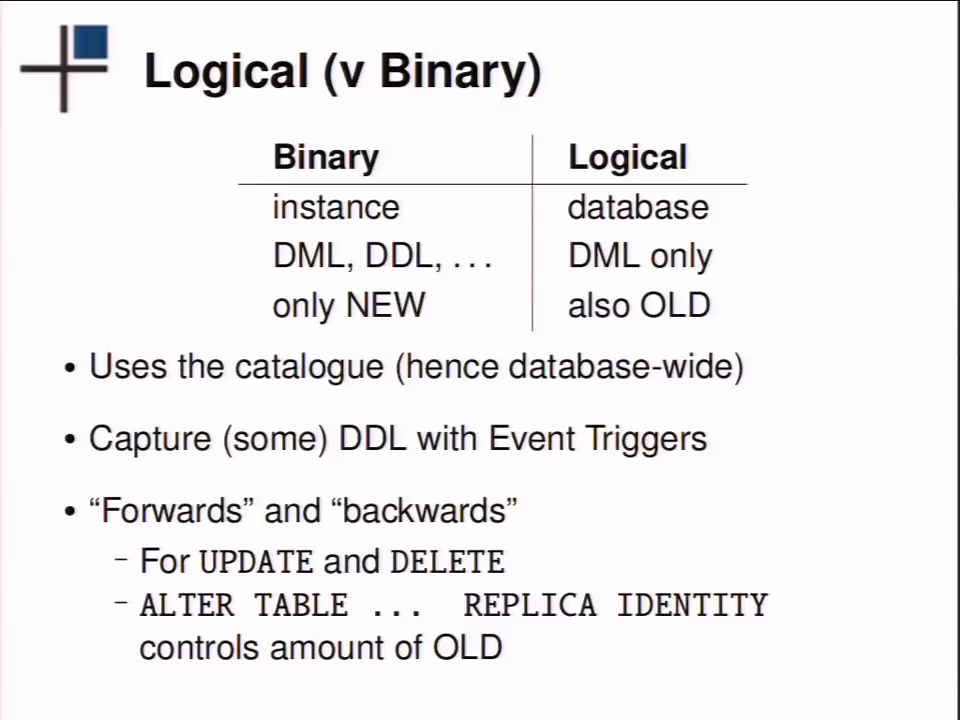 Logical (v Binary)
Binary Logical
instance database
DML, DDL, ... DML only
only NEW also OLD
• Uses the catalogue (hence database-wide)
• Capture (some) DDL with Event Triggers
• “Forwards” and “backwards”
– For UPDATE and DELETE
– ALTER TABLE ... REPLICA IDENTITY
controls amount of OLD